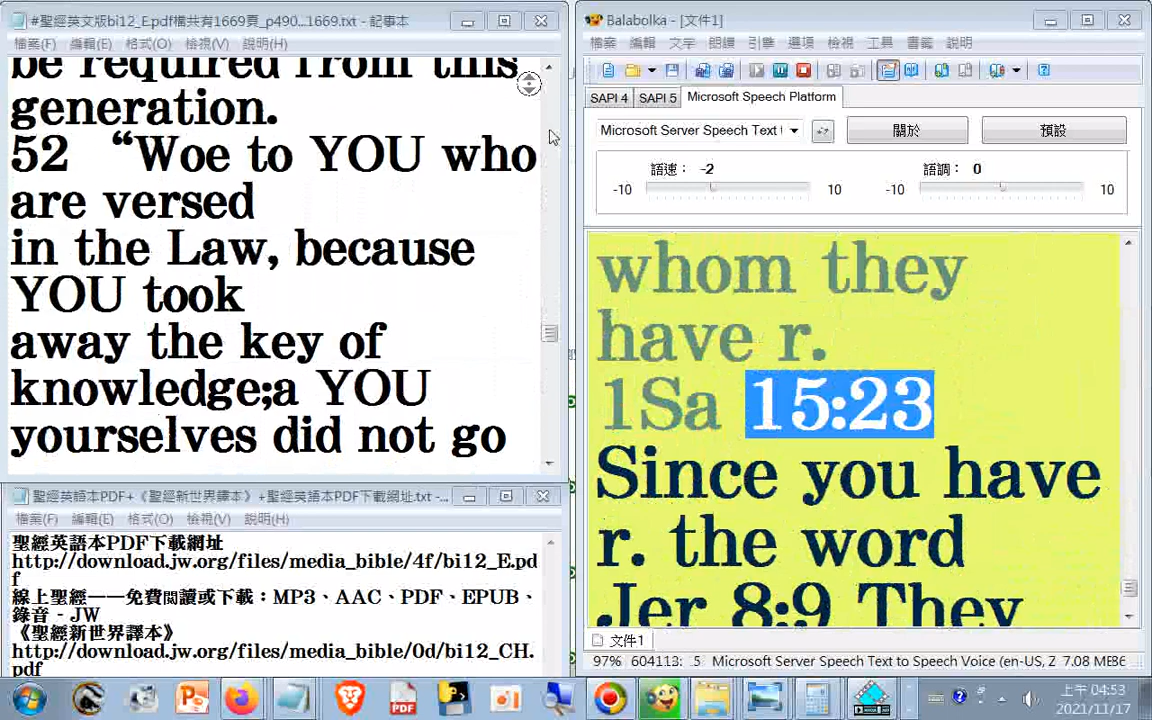 #聖經英文版bi12_E.pdf檔共有1669頁_p490...1669.txt - 記事本
檔案(F) 編輯(E) 格式(O) 檢視(V) 說明(H)
be required from this
generation.
52 “Woe to YOU who
are versed
in the Law, because
YOU took
away the key of
knowledge;a YOU
yourselves did not go
聖經英語本PDF+《聖經新世界譯本》+聖經英語本PDF下載網址.txt -...
檔案(F) 編輯(E) 格式(O) 檢視(V) 說明(H)
聖經英語本PDF下載網址
http://download.jw.org/files/media_bible/4f/bi12_E.pd
f
線上聖經——免費閱讀或下載：MP3、AAC、PDF、EPUB、
錄音 - JW
《聖經新世界譯本》
http://download.jw.org/files/media_bible/0d/bi12_CH.
pdf
Balabolka - [文件1]
檔案 編輯 文字 朗讀 引擎 選項 檢視 工具 書籤 說明
SAPI 4 SAPI 5 Microsoft Speech Platform
Microsoft Server Speech Text 關於 預設
語速： -2 語調： 0
-10 10 -10 10
whom they
have r.
1Sa 15:23
Since you have
r. the word
Jer 8:9 They
文件1
97% 604113: 5 Microsoft Server Speech Text to Speech Voice (en-US, Z 7.08 MB
上午 04:53
2021/11/17